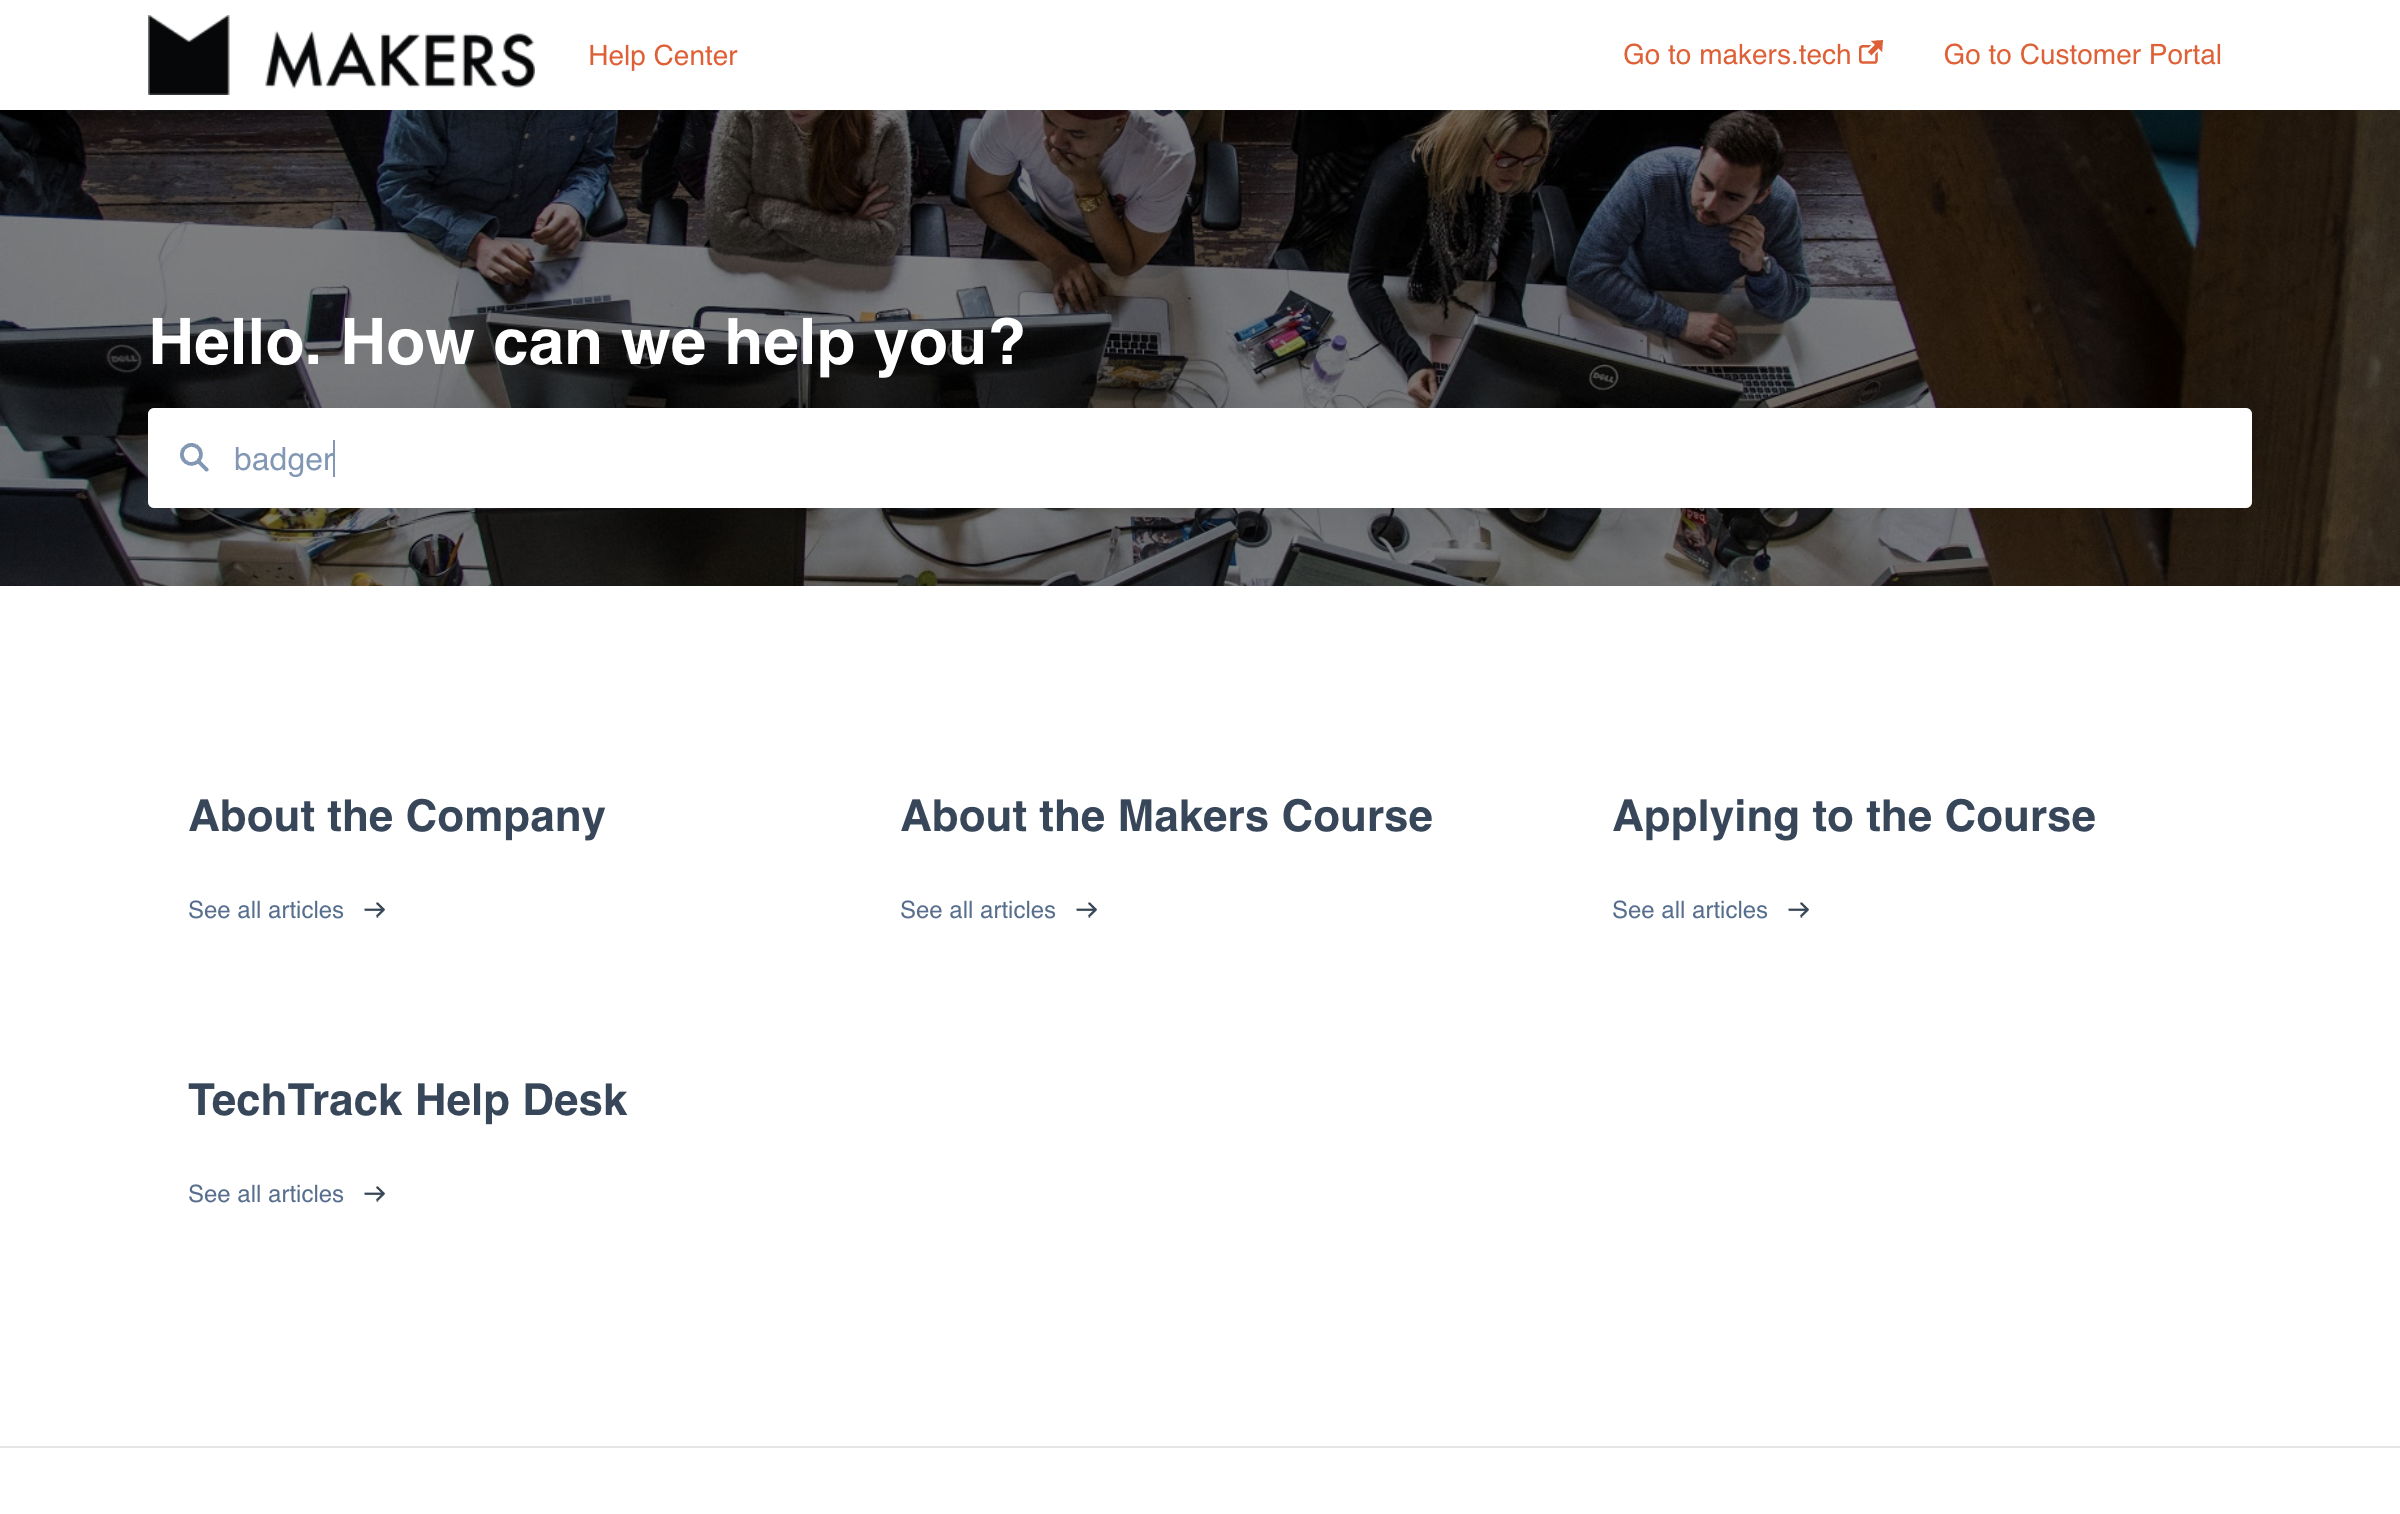 MAKERS
Help Center
Go to makers.tech
Go to Customer Portal
Hello. How can we help you?
DELL
DELL
badger
About the Company
About the Makers Course
Applying to the Course
See all articles
See all articles
See all articles
TechTrack Help Desk
See all articles